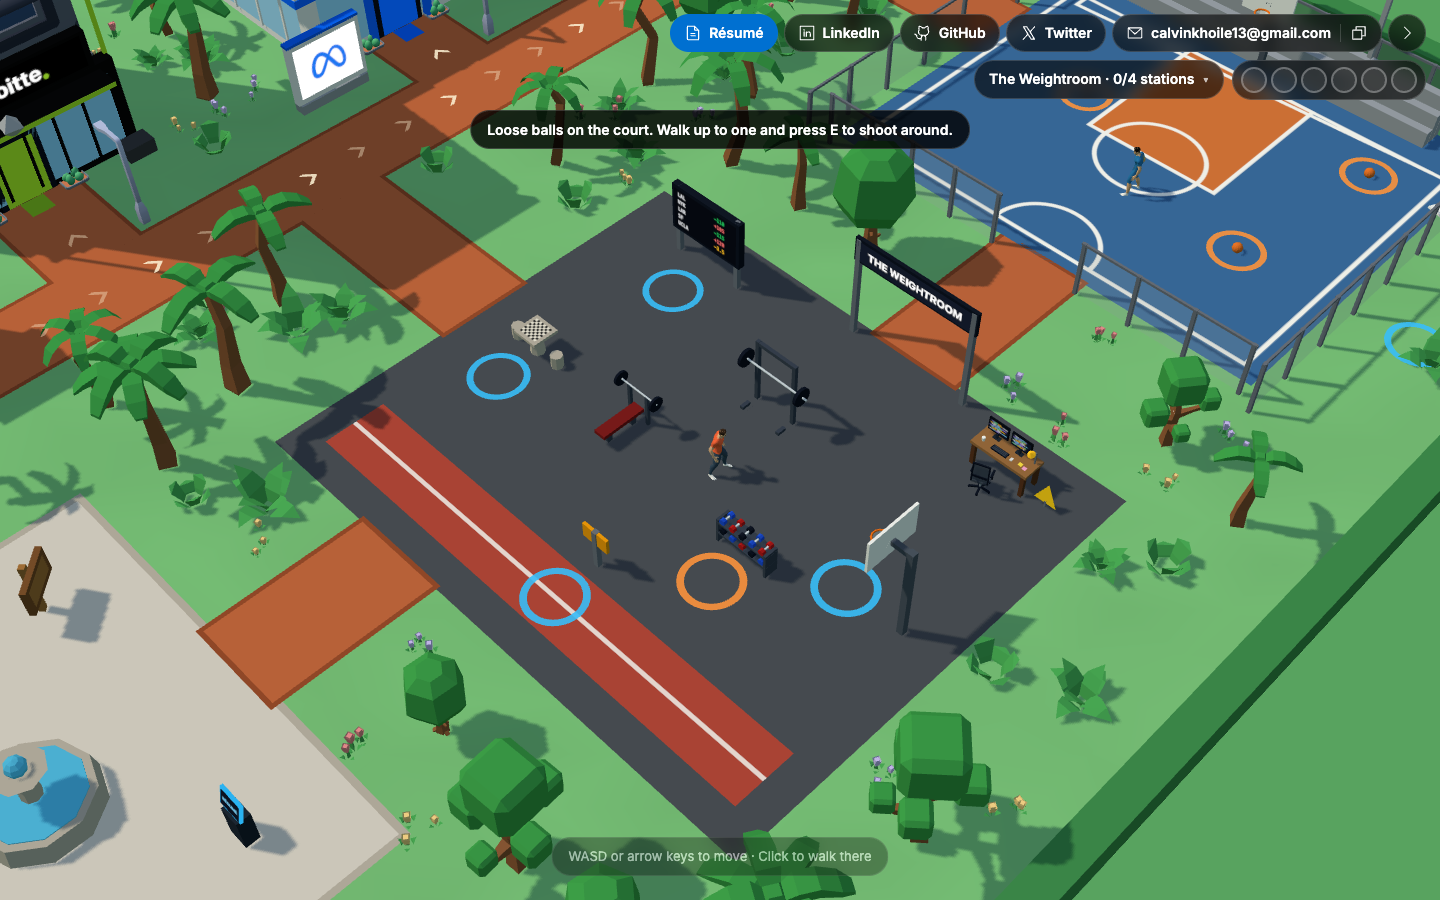 Résumé
LinkedIn
GitHub
Twitter
calvinkhoile13@gmail.com
The Weightroom · 0/4 stations
Loose balls on the court. Walk up to one and press E to shoot around.
oitte.
THE WEIGHTROOM
WASD or arrow keys to move · Click to walk there